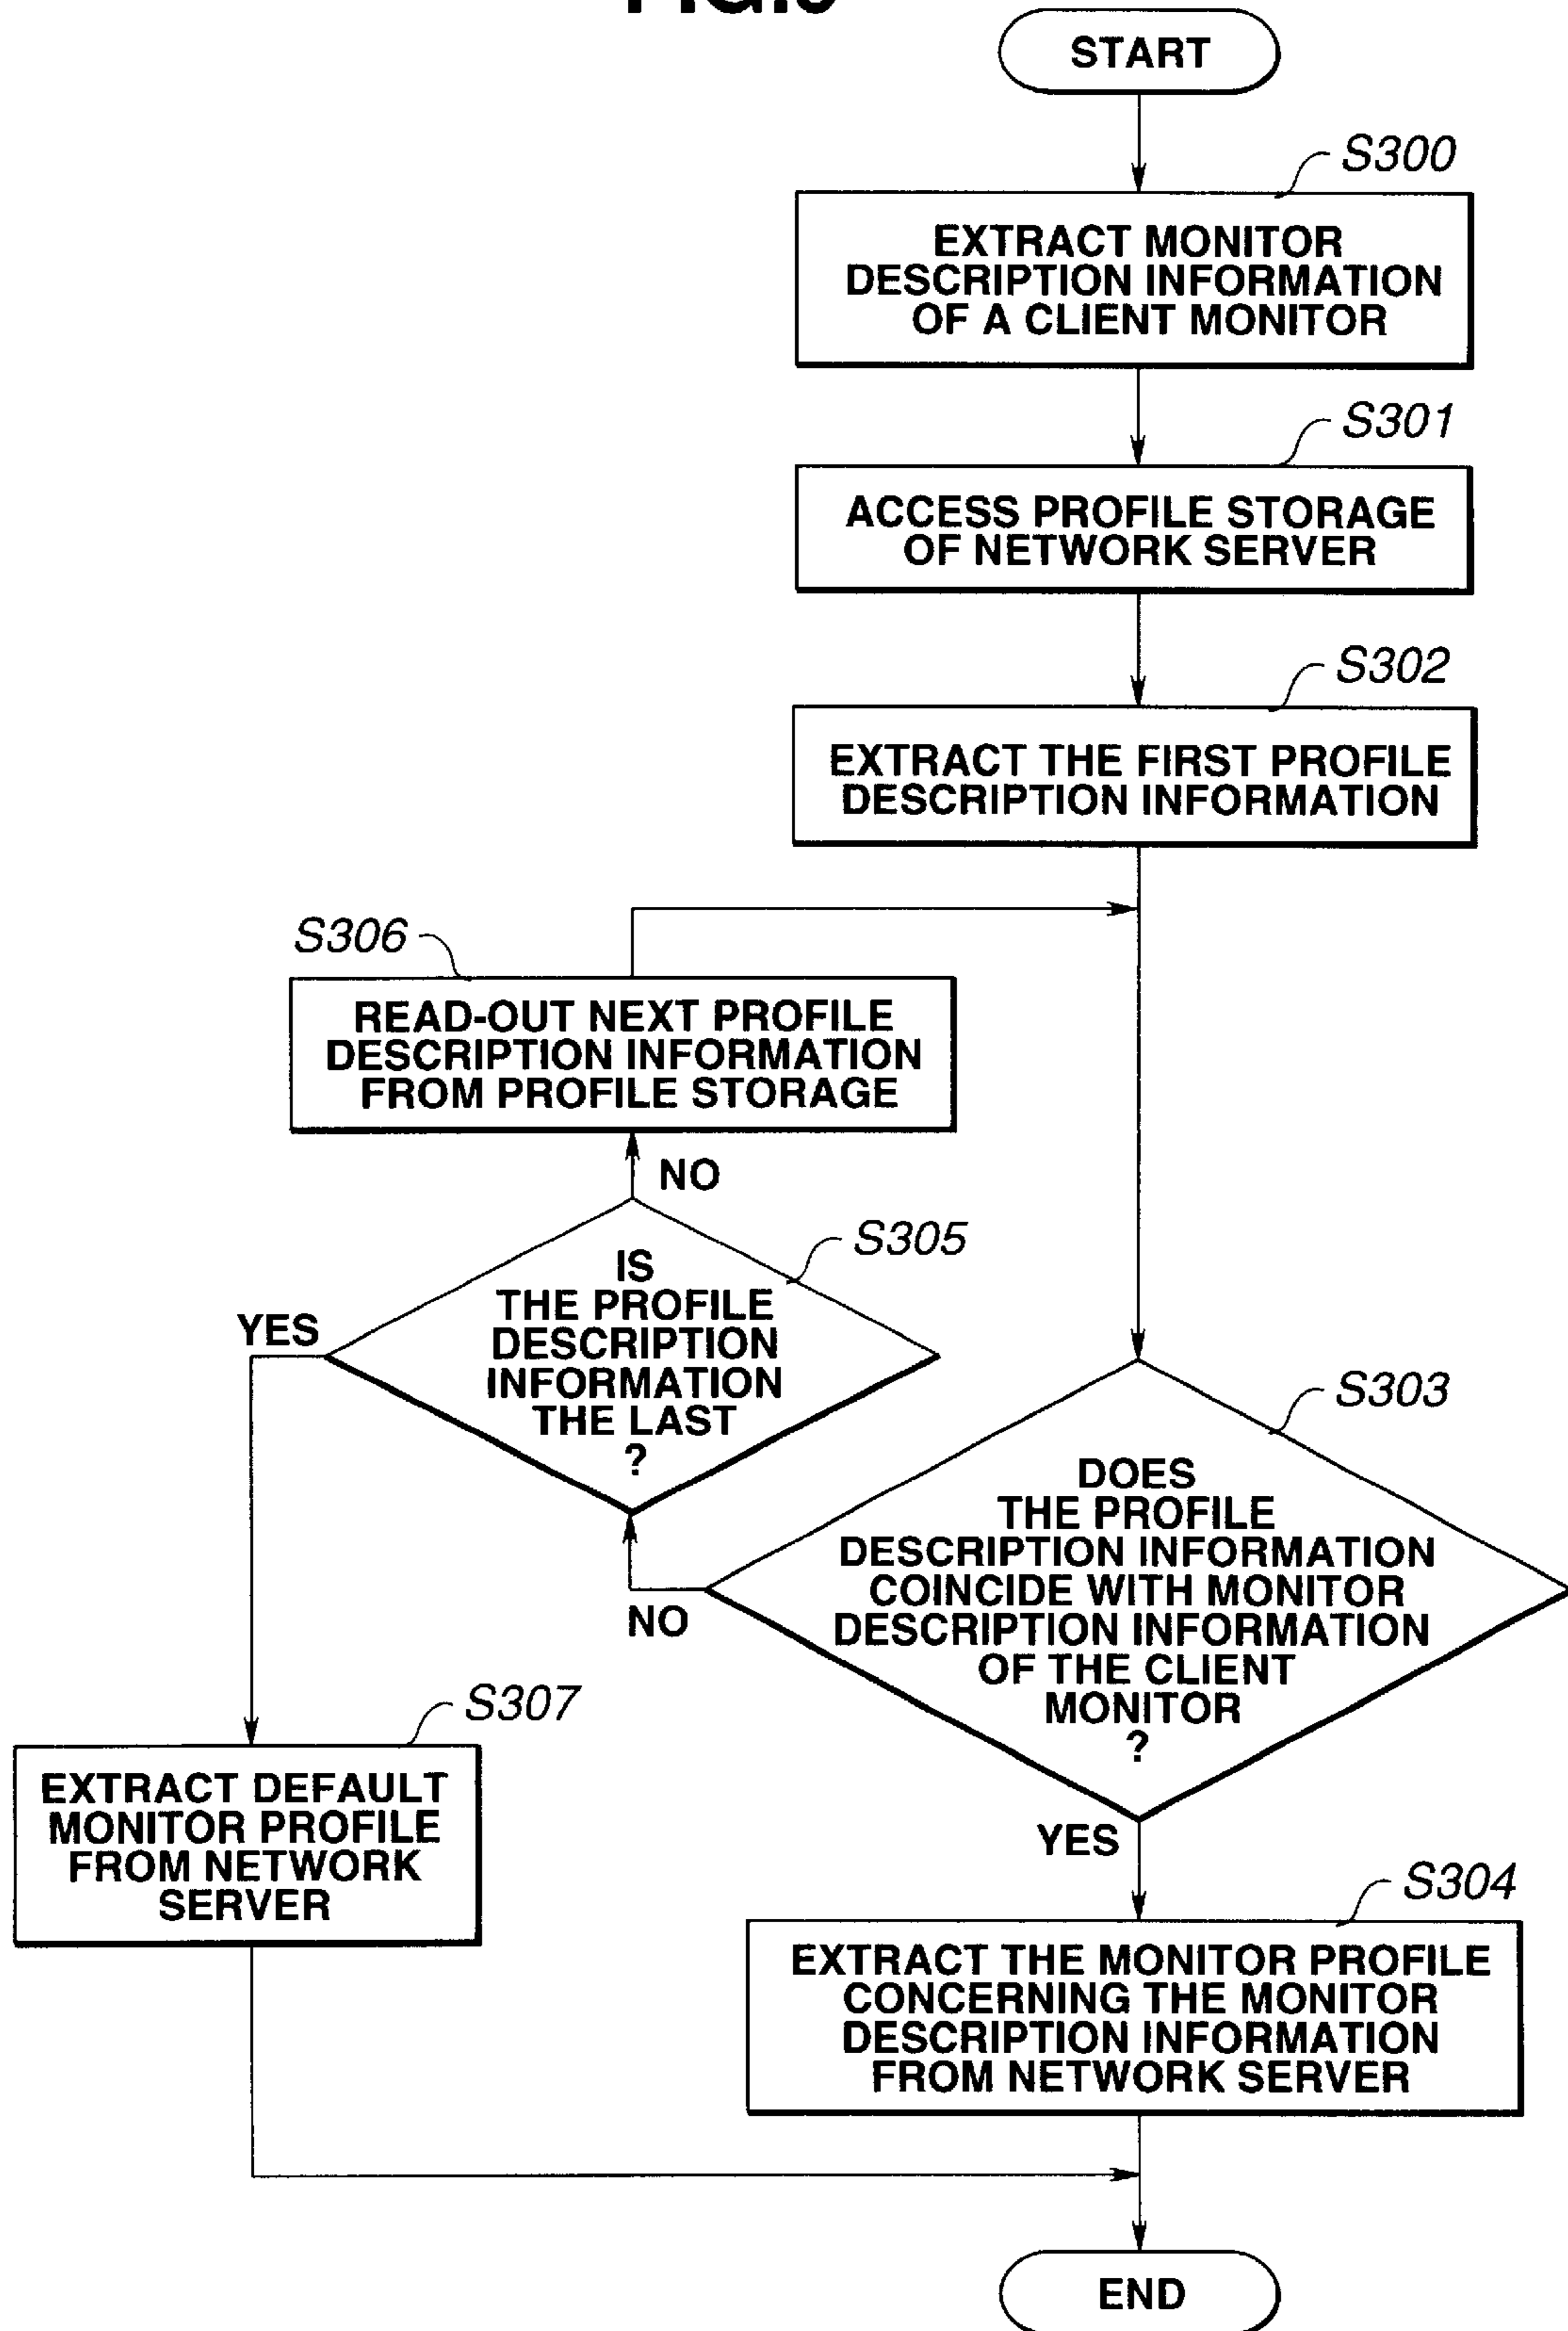 START
S300
EXTRACT MONITOR
DESCRIPTION INFORMATION
OF A CLIENT MONITOR
S301
ACCESS PROFILE STORAGE
OF NETWORK SERVER
S302
EXTRACT THE FIRST PROFILE
DESCRIPTION INFORMATION
S306
READ-OUT NEXT PROFILE
DESCRIPTION INFORMATION
FROM PROFILE STORAGE
NO
S305
IS
THE PROFILE
DESCRIPTION
INFORMATION
THE LAST
?
YES
S303
DOES
THE PROFILE
DESCRIPTION INFORMATION
COINCIDE WITH MONITOR
DESCRIPTION INFORMATION
OF THE CLIENT
MONITOR
?
NO
S307
EXTRACT DEFAULT
MONITOR PROFILE
FROM NETWORK
SERVER
YES
S304
EXTRACT THE MONITOR PROFILE
CONCERNING THE MONITOR
DESCRIPTION INFORMATION
FROM NETWORK SERVER
END